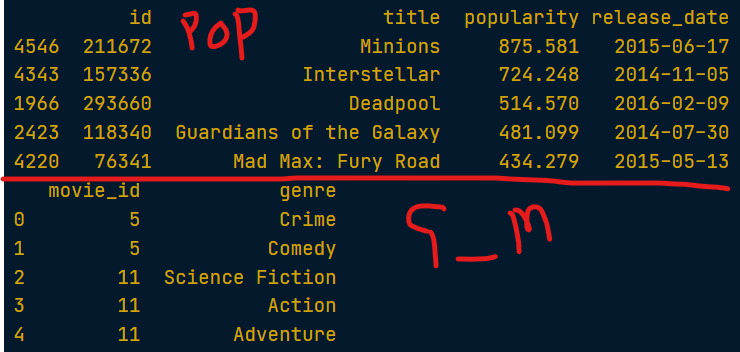 id title popularity release_date
pop
4546 211672 Minions 875.581 2015-06-17
4343 157336 Interstellar 724.248 2014-11-05
1966 293660 Deadpool 514.570 2016-02-09
2423 118340 Guardians of the Galaxy 481.099 2014-07-30
4220 76341 Mad Max: Fury Road 434.279 2015-05-13
movie_id genre
0 5 Crime
G_m
1 5 Comedy
2 11 Science Fiction
3 11 Action
4 11 Adventure